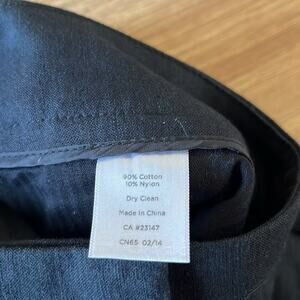 90% Cotton
10% Nylon
Dry Clean
Made in China
CA #23147
CN65 02/14